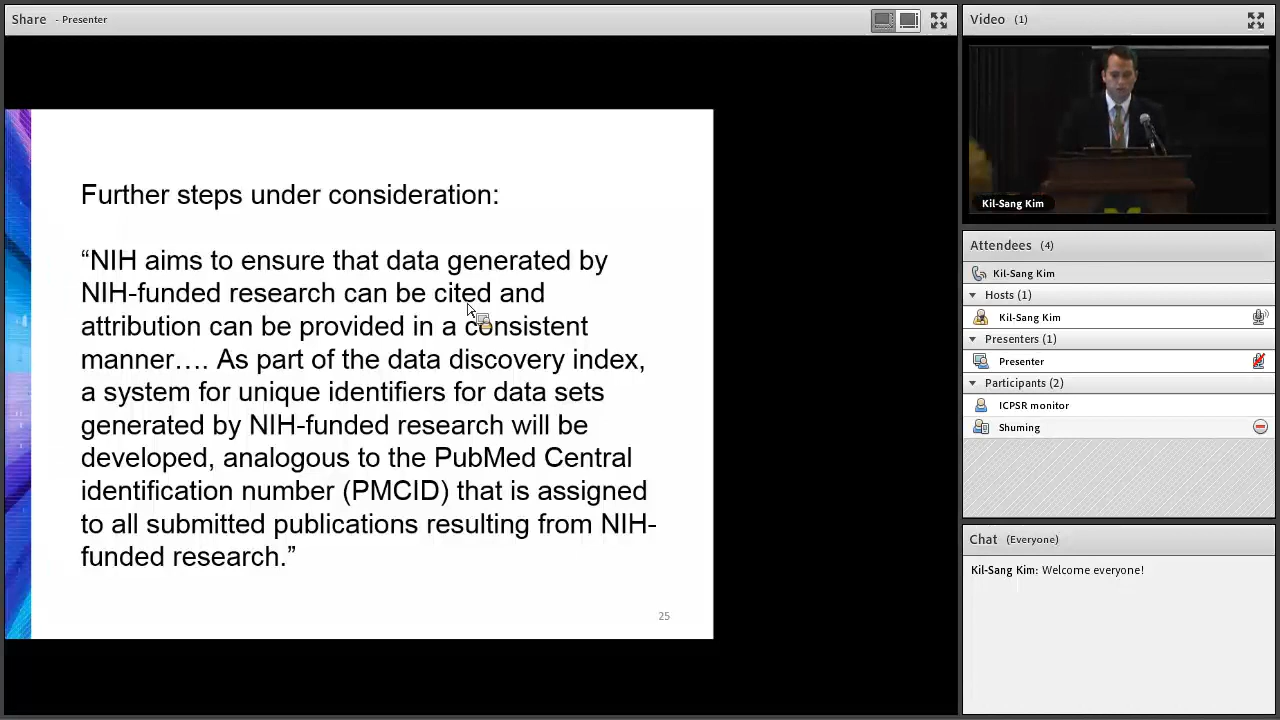 Share - Presenter
Further steps under consideration:
“NIH aims to ensure that data generated by
NIH-funded research can be cited and
attribution can be provided in a consistent
manner…. As part of the data discovery index,
a system for unique identifiers for data sets
generated by NIH-funded research will be
developed, analogous to the PubMed Central
identification number (PMCID) that is assigned
to all submitted publications resulting from NIH-
funded research.”
25
Video (1)
Kil-Sang Kim
Attendees (4)
Kil-Sang Kim
Hosts (1)
Kil-Sang Kim
Presenters (1)
Presenter
Participants (2)
ICPSR monitor
Shuming
Chat (Everyone)
Kil-Sang Kim: Welcome everyone!